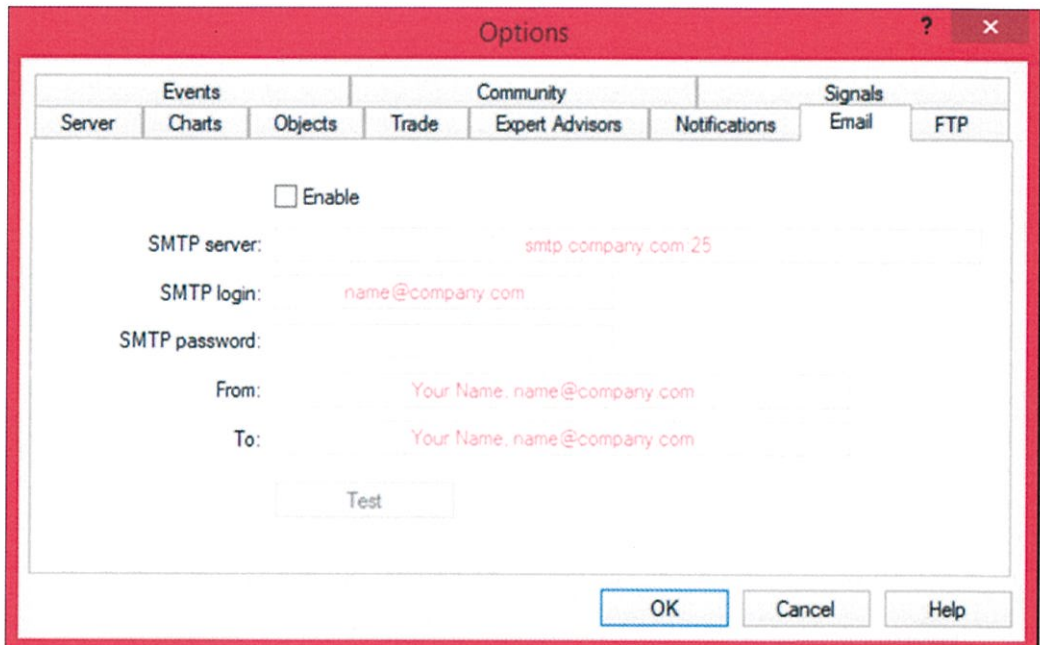 Options ?
Events Community Signals
Server Charts Objects Trade Expert Advisors Notifications Email FTP
Enable
SMTP server: smtp.company.com:25
SMTP login: name@company.com
SMTP password:
From: Your Name, name@company.com
To: Your Name, name@company.com
Test
OK Cancel Help